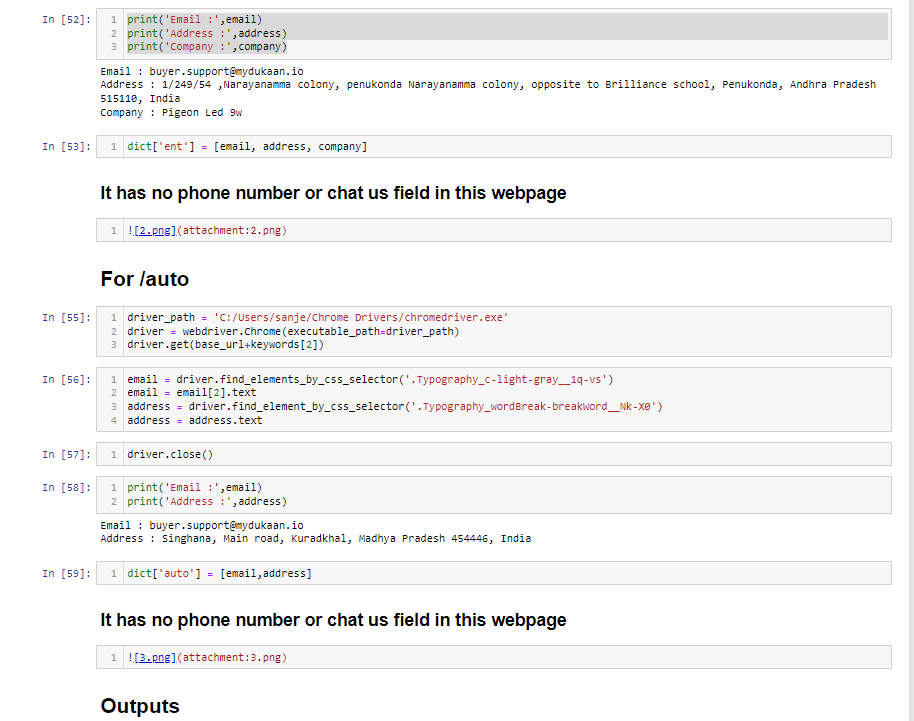 In [52]:
1 print('Email :',email)
2 print('Address :',address)
3 print('Company :',company)
Email : buyer.support@mydukaan.io
Address : 1/249/54 ,Narayanamma colony, penukonda Narayanamma colony, opposite to Brilliance school, Penukonda, Andhra Pradesh
515110, India
Company : Pigeon Led 9w
In [53]:
1 dict['ent'] = [email, address, company]
It has no phone number or chat us field in this webpage
1 ![2.png](attachment:2.png)
For /auto
In [55]:
1 driver_path = 'C:/Users/sanje/Chrome Drivers/chromedriver.exe'
2 driver = webdriver.Chrome(executable_path=driver_path)
3 driver.get(base_url+keywords[2])
In [56]:
1 email = driver.find_elements_by_css_selector('.Typography_c-light-gray__1q-vs')
2 email = email[2].text
3 address = driver.find_element_by_css_selector('.Typography_wordBreak-breakWord__Nk-X0')
4 address = address.text
In [57]:
1 driver.close()
In [58]:
1 print('Email :',email)
2 print('Address :',address)
Email : buyer.support@mydukaan.io
Address : Singhana, Main road, Kuradkhal, Madhya Pradesh 454446, India
In [59]:
1 dict['auto'] = [email,address]
It has no phone number or chat us field in this webpage
1 ![3.png](attachment:3.png)
Outputs